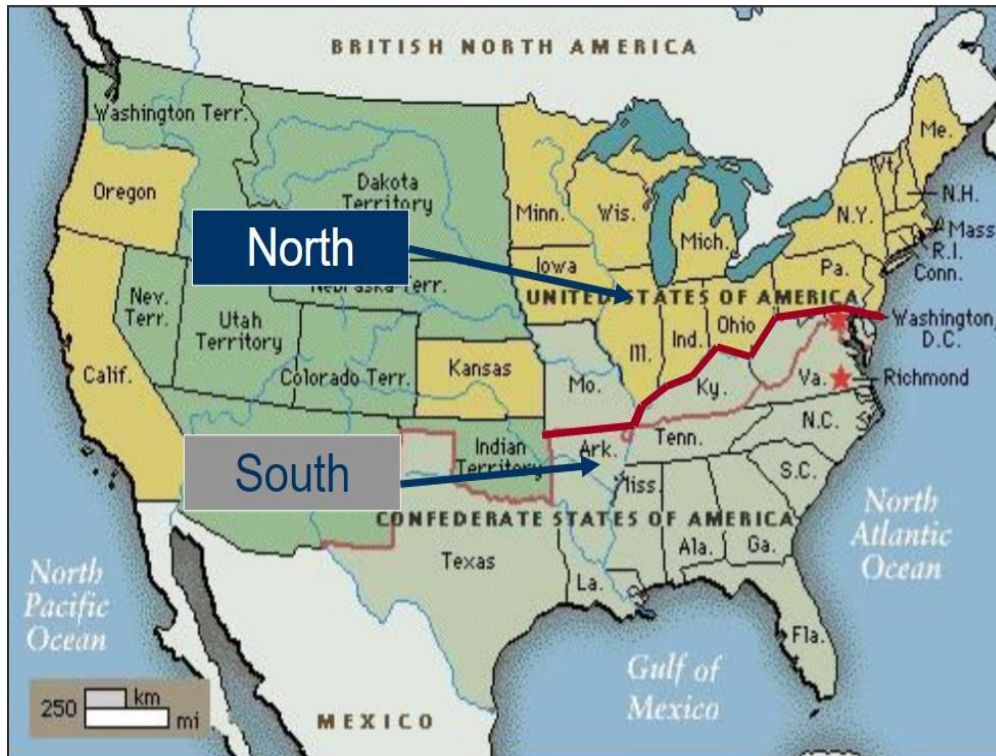 BRITISH NORTH AMERICA
Washington Terr.
Oregon
Dakota
Territory
Minn.
Wis.
Mich.
Me.
Vt.
N.H.
N.Y.
Mass.
R.I.
Conn.
North
Iowa
Pa.
Nebraska Terr.
UNITED STATES OF AMERICA
Nev.
Terr.
Utah
Territory
Ill.
Ind.
Ohio
Washington,
D.C.
Calif.
Colorado Terr.
Kansas
Mo.
Ky.
Va.
Richmond
N.C.
Indian
Territory
Ark.
Tenn.
South
S.C.
Miss.
CONFEDERATE STATES OF AMERICA
Ala.
Ga.
Texas
La.
Fla.
North
Atlantic
Ocean
North
Pacific
Ocean
Gulf of
Mexico
250
km
mi
MEXICO